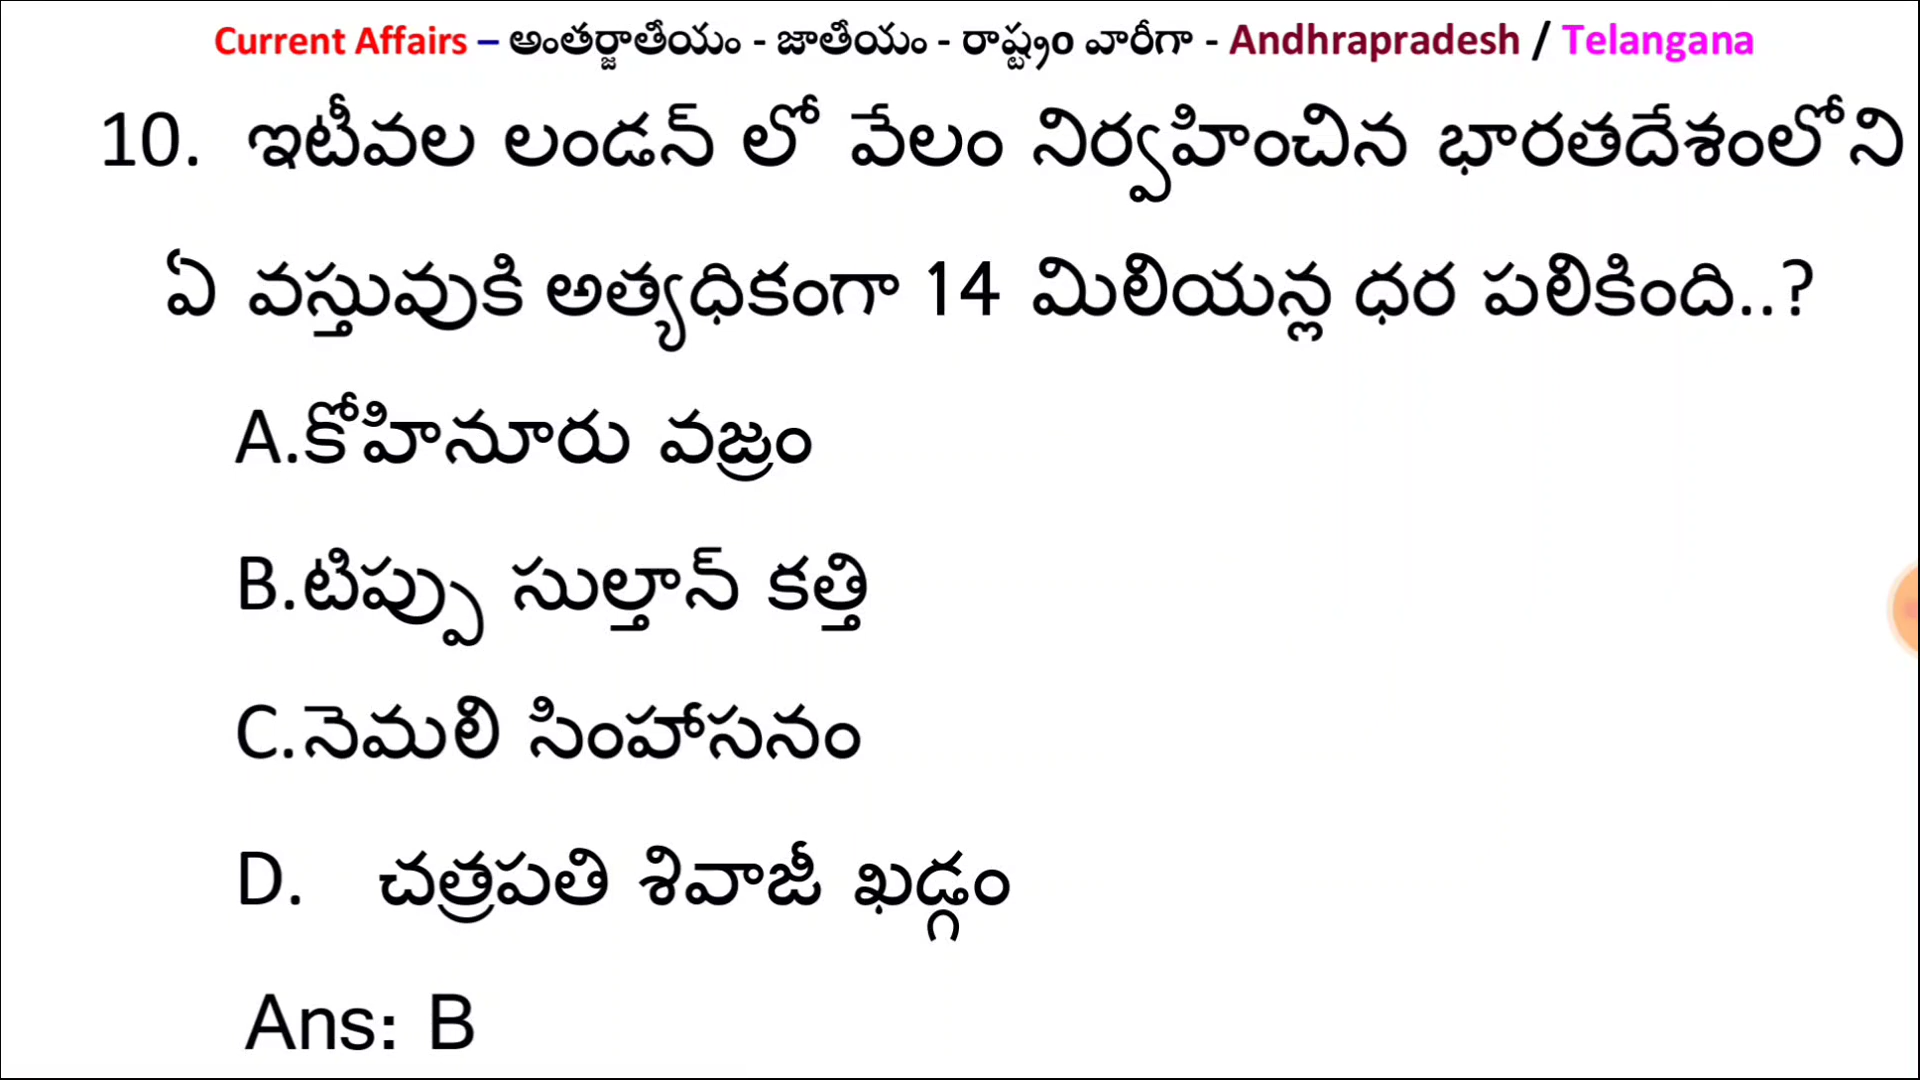 Current Affairs – అంతర్జాతీయం - జాతీయం - రాష్ట్రం వారీగా - Andhrapradesh / Telangana
10. ఇటీవల లండన్ లో వేలం నిర్వహించిన భారతదేశంలోని
ఏ వస్తువుకి అత్యధికంగా 14 మిలియన్ల ధర పలికింది..?
A.కోహినూరు వజ్రం
B.టిప్పు సుల్తాన్ కత్తి
C.నెమలి సింహాసనం
D. చత్రపతి శివాజీ ఖడ్గం
Ans: B